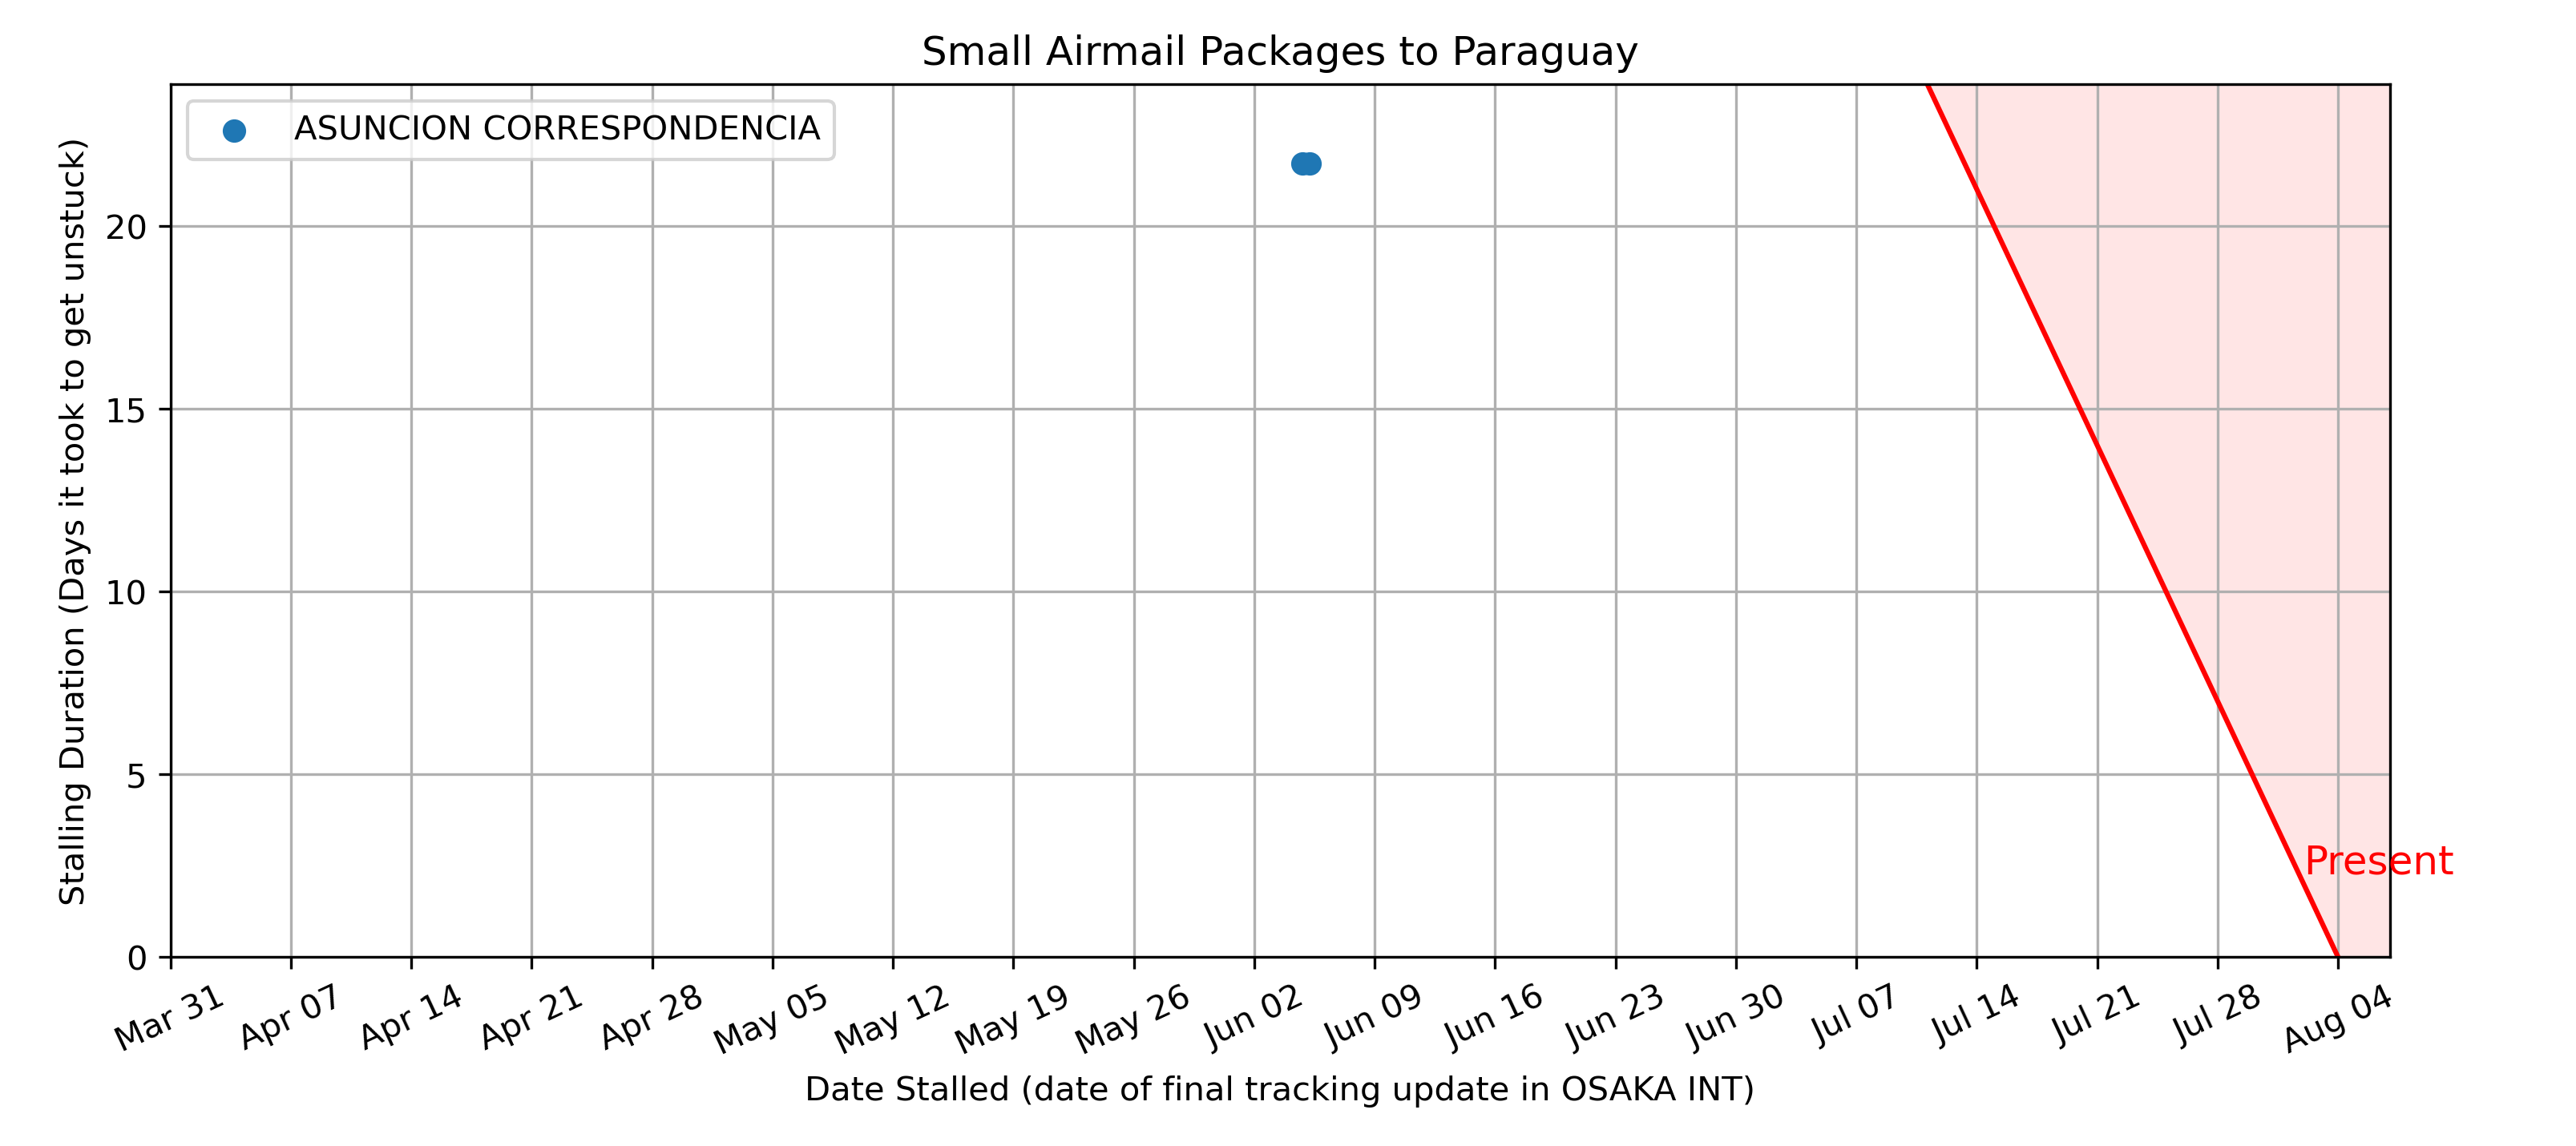 Small Airmail Packages to Paraguay
ASUNCION CORRESPONDENCIA
Stalling Duration (Days it took to get unstuck)
20
15
10
5
0
Present
Mar 31
Apr 07
Apr 14
Apr 21
Apr 28
May 05
May 12
May 19
May 26
Jun 02
Jun 09
Jun 16
Jun 23
Jun 30
Jul 07
Jul 14
Jul 21
Jul 28
Aug 04
Date Stalled (date of final tracking update in OSAKA INT)